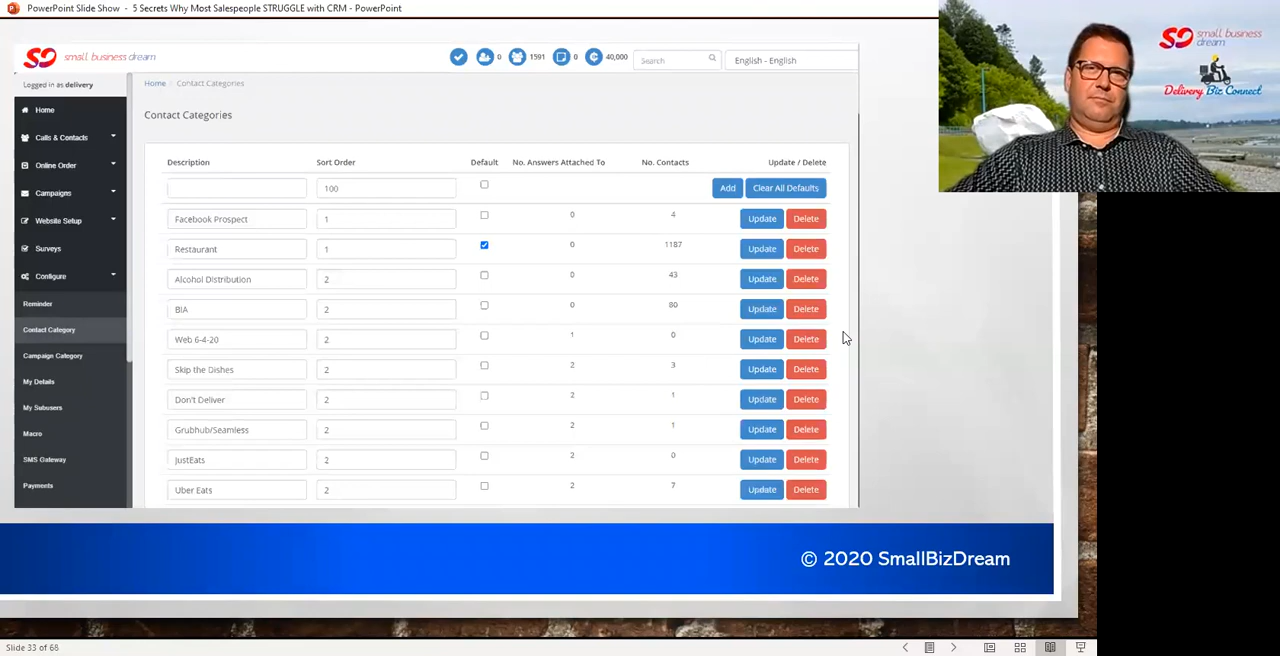 PowerPoint Slide Show - 5 Secrets Why Most Salespeople STRUGGLE with CRM - PowerPoint
small business dream
0 1591 0 40,000 Search English - English
small business dream
Delivery Biz Connect
Logged in as delivery
Home / Contact Categories
Contact Categories
Home
Calls & Contacts
Online Order
Campaigns
Website Setup
Surveys
Configure
Reminder
Contact Category
Campaign Category
My Details
My Subusers
Macro
SMS Gateway
Payments
Description Sort Order Default No. Answers Attached To No. Contacts Update / Delete
100 Add Clear All Defaults
Facebook Prospect 1 0 4 Update Delete
Restaurant 1 0 1187 Update Delete
Alcohol Distribution 2 0 43 Update Delete
BIA 2 0 80 Update Delete
Web 6-4-20 2 1 0 Update Delete
Skip the Dishes 2 2 3 Update Delete
Don't Deliver 2 2 1 Update Delete
Grubhub/Seamless 2 2 1 Update Delete
JustEats 2 2 0 Update Delete
Uber Eats 2 2 7 Update Delete
© 2020 SmallBizDream
Slide 33 of 68